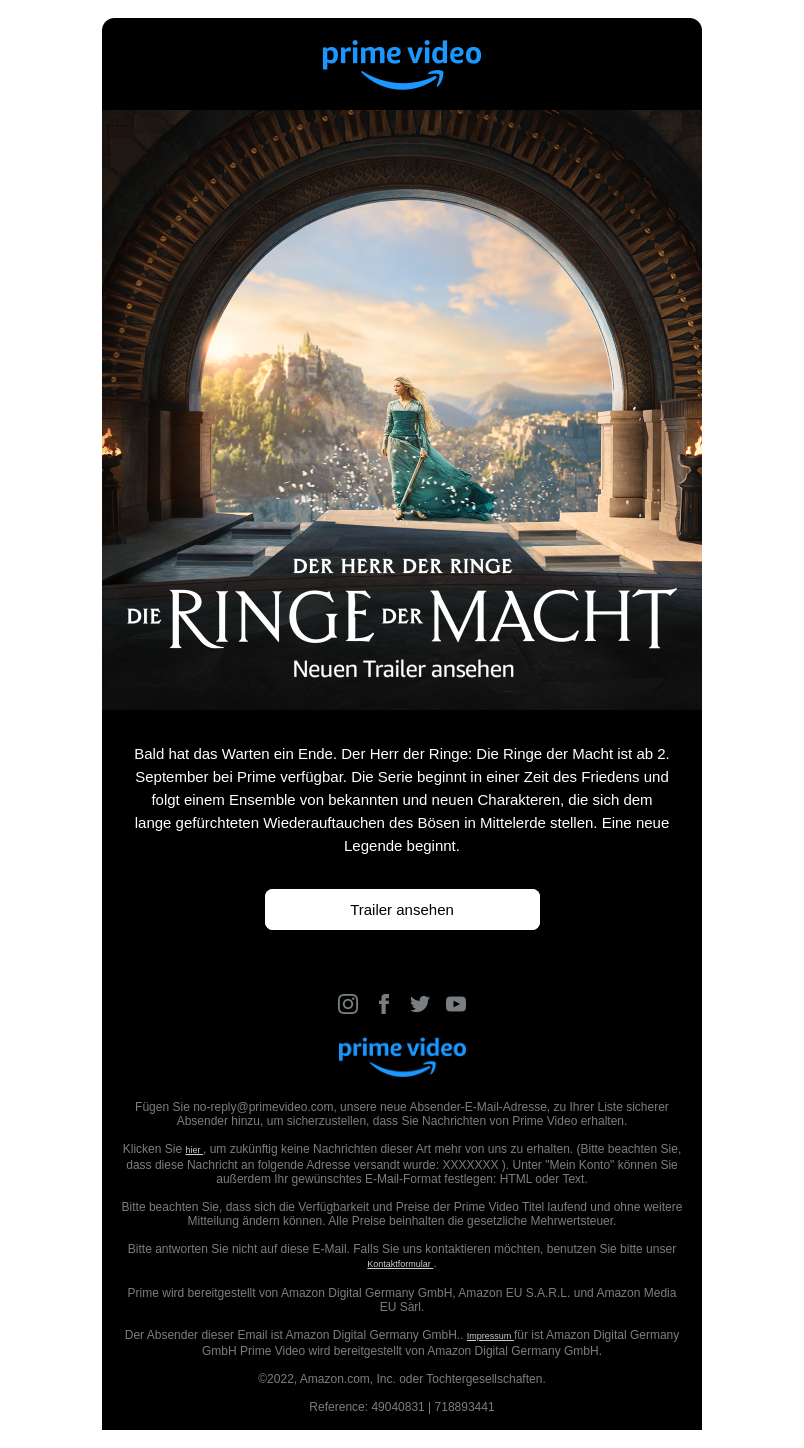 prime video
DER HERR DER RINGE
DIE RINGE DER MACHT
Neuen Trailer ansehen
Bald hat das Warten ein Ende. Der Herr der Ringe: Die Ringe der Macht ist ab 2.
September bei Prime verfügbar. Die Serie beginnt in einer Zeit des Friedens und
folgt einem Ensemble von bekannten und neuen Charakteren, die sich dem
lange gefürchteten Wiederauftauchen des Bösen in Mittelerde stellen. Eine neue
Legende beginnt.
Trailer ansehen
prime video
Fügen Sie no-reply@primevideo.com, unsere neue Absender-E-Mail-Adresse, zu Ihrer Liste sicherer
Absender hinzu, um sicherzustellen, dass Sie Nachrichten von Prime Video erhalten.
Klicken Sie hier , um zukünftig keine Nachrichten dieser Art mehr von uns zu erhalten. (Bitte beachten Sie,
dass diese Nachricht an folgende Adresse versandt wurde: XXXXXXX ). Unter "Mein Konto" können Sie
außerdem Ihr gewünschtes E-Mail-Format festlegen: HTML oder Text.
Bitte beachten Sie, dass sich die Verfügbarkeit und Preise der Prime Video Titel laufend und ohne weitere
Mitteilung ändern können. Alle Preise beinhalten die gesetzliche Mehrwertsteuer.
Bitte antworten Sie nicht auf diese E-Mail. Falls Sie uns kontaktieren möchten, benutzen Sie bitte unser
Kontaktformular .
Prime wird bereitgestellt von Amazon Digital Germany GmbH, Amazon EU S.A.R.L. und Amazon Media
EU Sàrl.
Der Absender dieser Email ist Amazon Digital Germany GmbH.. Impressum für ist Amazon Digital Germany
GmbH Prime Video wird bereitgestellt von Amazon Digital Germany GmbH.
©2022, Amazon.com, Inc. oder Tochtergesellschaften.
Reference: 49040831 | 718893441